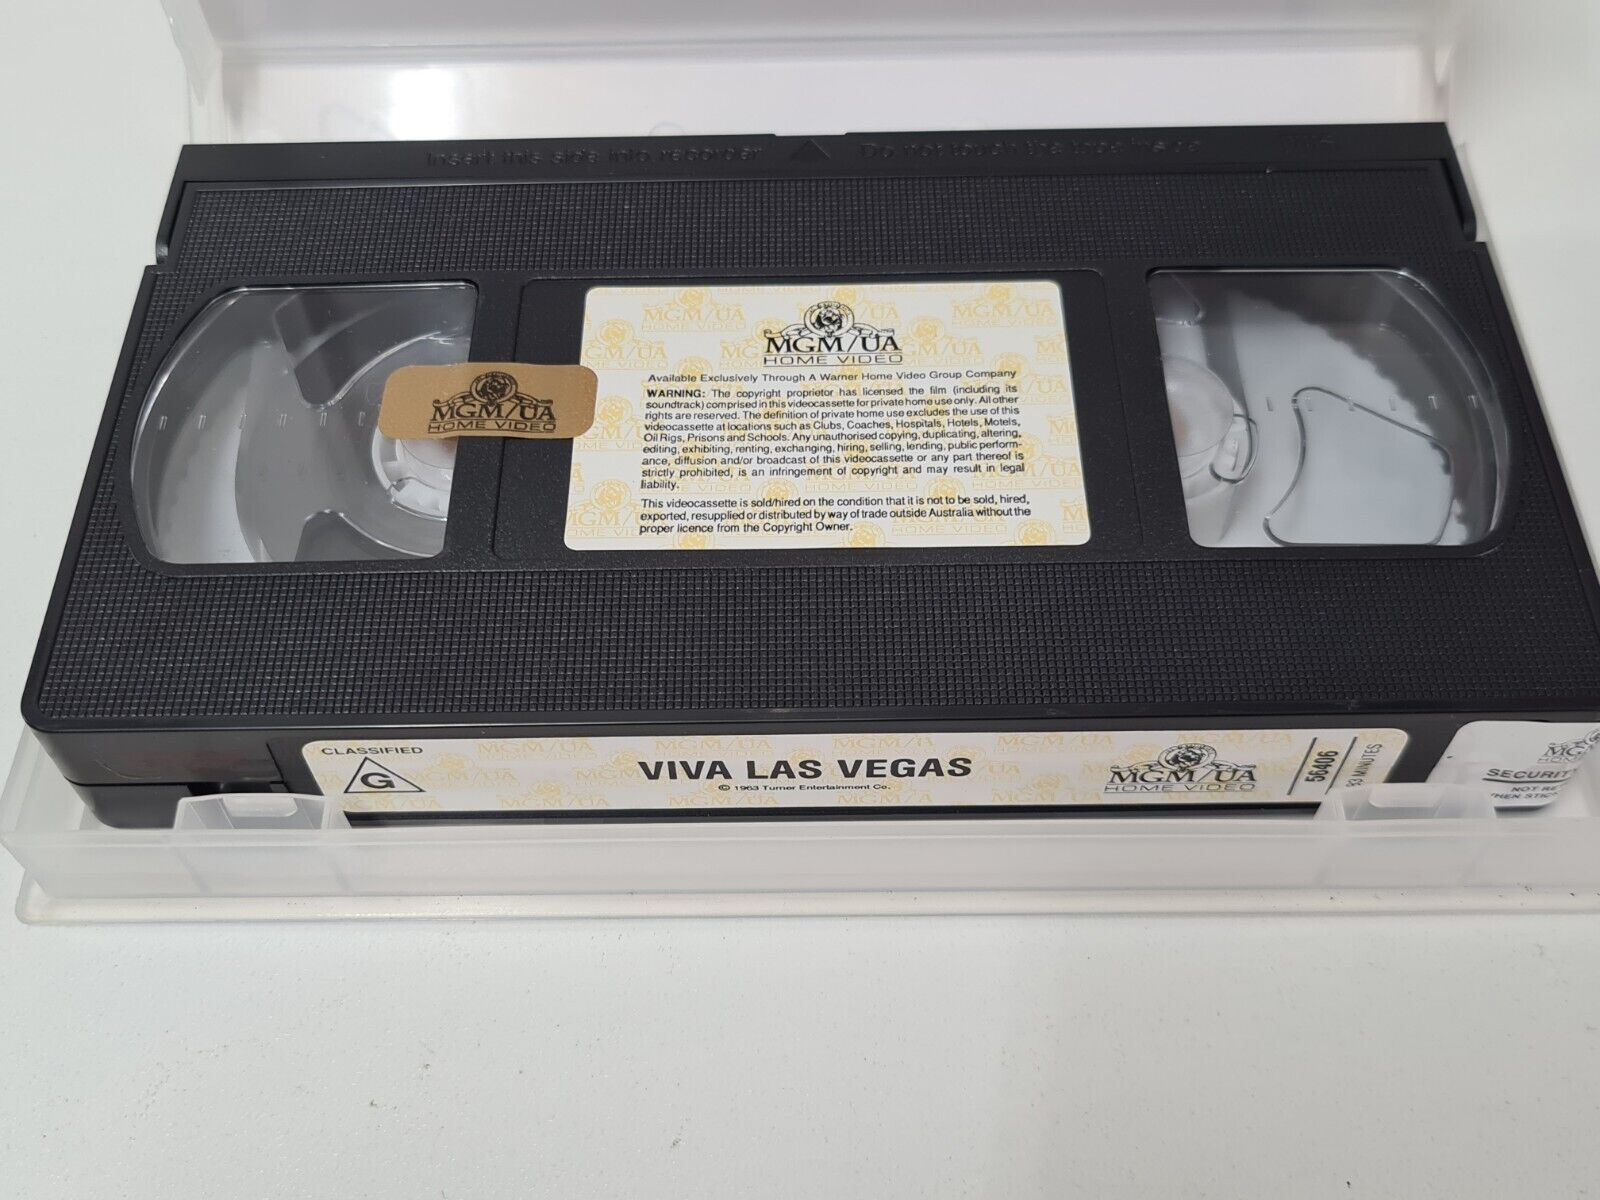 Insert this side into recorder Do not touch the tape inside VHS
MGM/UA
HOME VIDEO
MGM/UA
HOME VIDEO
Available Exclusively Through A Warner Home Video Group Company
WARNING: The copyright proprietor has licensed the film (including its
soundtrack) comprised in this videocassette for private home use only. All other
rights are reserved. The definition of private home use excludes the use of this
videocassette at locations such as Clubs, Coaches, Hospitals, Hotels, Motels,
Oil Rigs, Prisons and Schools. Any unauthorised copying, duplicating, altering,
editing, exhibiting, renting, exchanging, hiring, selling, lending, public perform-
ance, diffusion and/or broadcast of this videocassette or any part thereof is
strictly prohibited, is an infringement of copyright and may result in legal
liability.
This videocassette is sold/hired on the condition that it is not to be sold, hired,
exported, resupplied or distributed by way of trade outside Australia without the
proper licence from the Copyright Owner.
CLASSIFIED
G
VIVA LAS VEGAS
© 1963 Turner Entertainment Co.
MGM/UA
HOME VIDEO
56406
93 MINUTES
SECURIT
NOT RE
THEN STIC